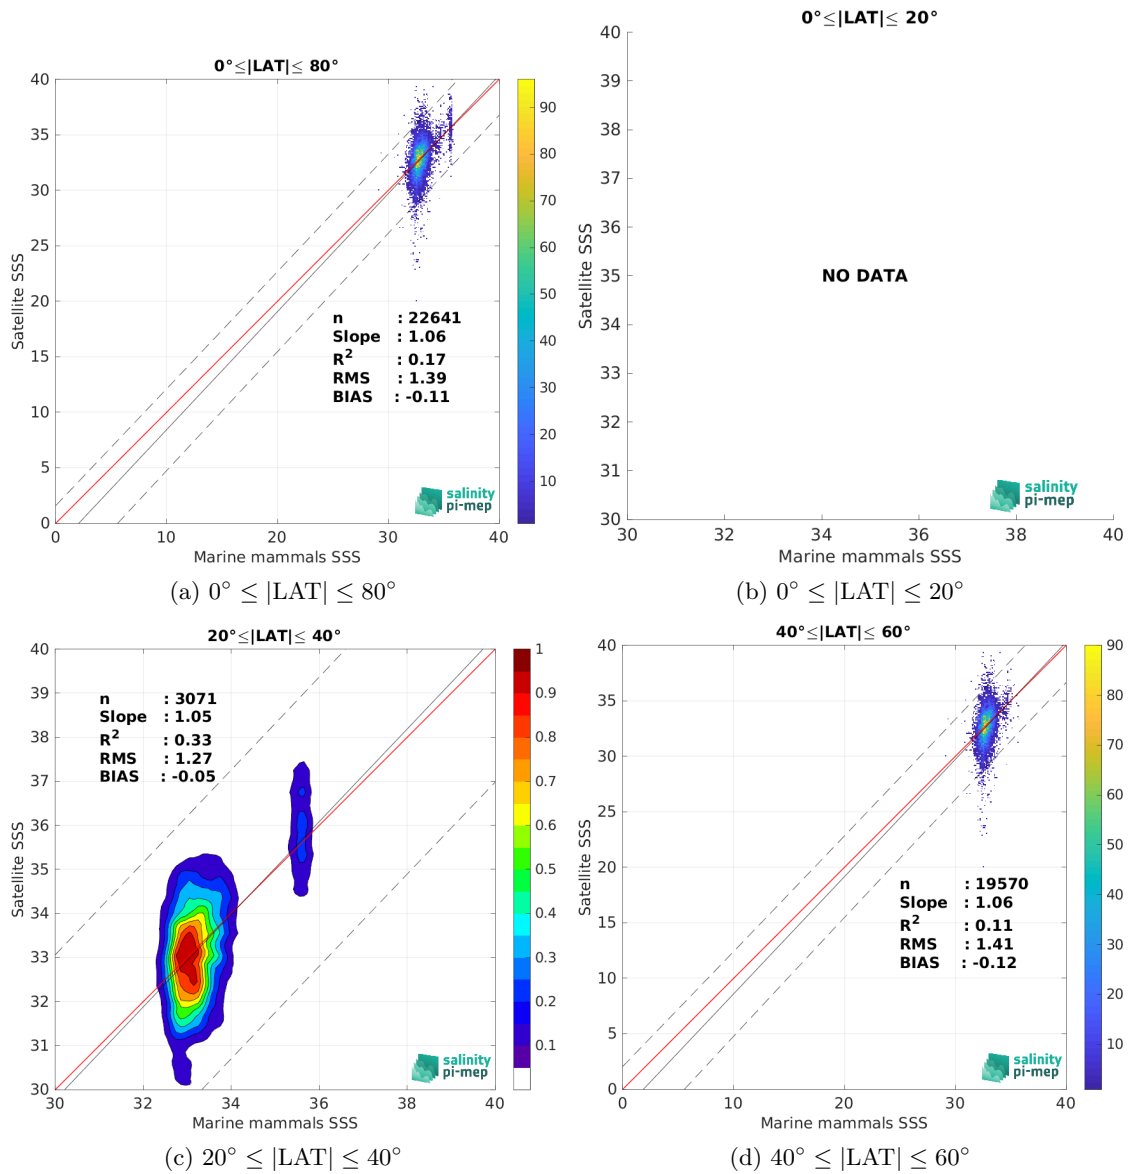 0°≤|LAT|≤ 80°
40
35
30
25
20
15
10
5
0
0
10
20
30
40
Satellite SSS
Marine mammals SSS
n : 22641
Slope : 1.06
R² : 0.17
RMS : 1.39
BIAS : -0.11
90
80
70
60
50
40
30
20
10
salinity
pi-mep
(a) 0° ≤ |LAT| ≤ 80°
0°≤|LAT|≤ 20°
40
39
38
37
36
35
34
33
32
31
30
30
32
34
36
38
40
Satellite SSS
Marine mammals SSS
NO DATA
salinity
pi-mep
(b) 0° ≤ |LAT| ≤ 20°
20°≤|LAT|≤ 40°
40
39
38
37
36
35
34
33
32
31
30
30
32
34
36
38
40
Satellite SSS
Marine mammals SSS
n : 3071
Slope : 1.05
R² : 0.33
RMS : 1.27
BIAS : -0.05
1
0.9
0.8
0.7
0.6
0.5
0.4
0.3
0.2
0.1
salinity
pi-mep
(c) 20° ≤ |LAT| ≤ 40°
40°≤|LAT|≤ 60°
40
35
30
25
20
15
10
5
0
0
10
20
30
40
Satellite SSS
Marine mammals SSS
n : 19570
Slope : 1.06
R² : 0.11
RMS : 1.41
BIAS : -0.12
90
80
70
60
50
40
30
20
10
salinity
pi-mep
(d) 40° ≤ |LAT| ≤ 60°